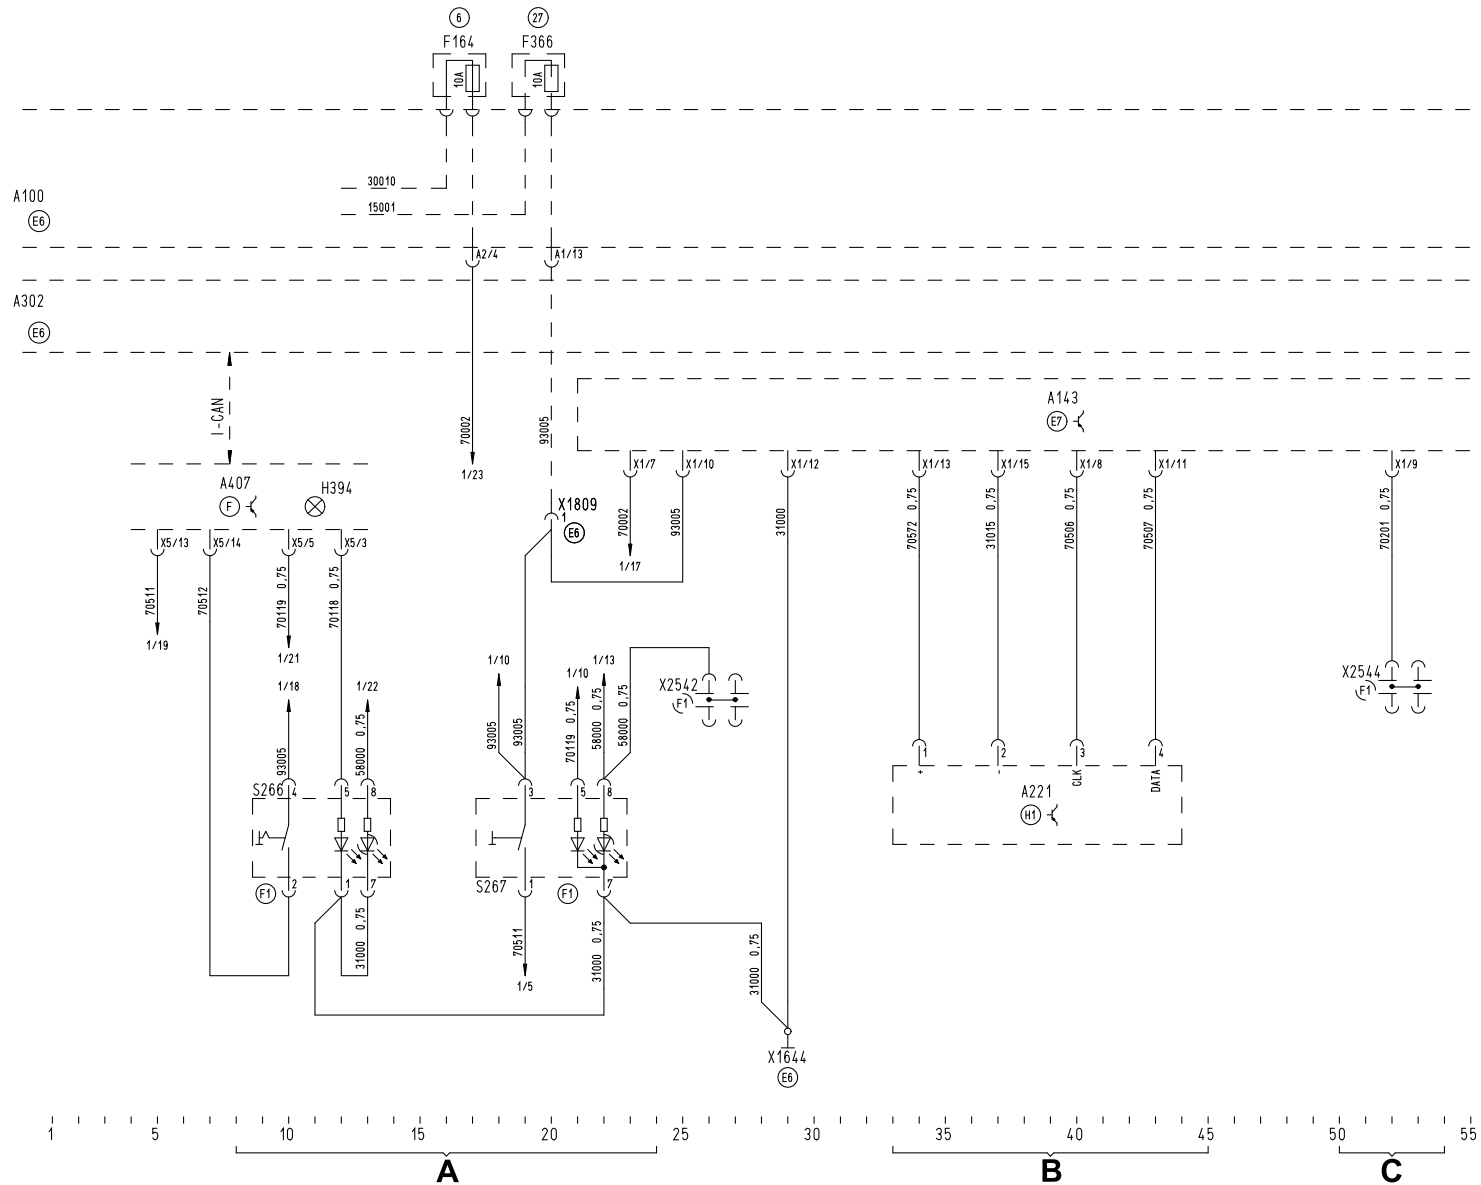 6 27
F164 F366
10A 10A
30010
15001
A100
E6
A2/4 A1/13
A302
E6
I-CAN
70002
93005
A143
E7
1/23
A407 H394
F
X1809
1
E6
X1/7 X1/10 X1/12 X1/13 X1/15 X1/8 X1/11 X1/9
70002
93005
31000
70572 0,75
31015 0,75
70506 0,75
70507 0,75
70201 0,75
1/17
X5/13 X5/14 X5/5 X5/3
70511
70512
70119 0,75
70118 0,75
1/19 1/21
1/18 1/22
93005
58000 0,75
1/10 1/10 1/13
93005
93005
70119 0,75
58000 0,75
58000 0,75
X2542
F1
X2544
F1
S266 4 5 8
3 5 8
1 2 3 4
+ - CLK DATA
A221
H1
F1 2 1 7
S267 1 F1 7
31000 0,75
70511
31000 0,75
31000 0,75
1/5
X1644
E6
1 5 10 15 20 25 30 35 40 45 50 55
A B C